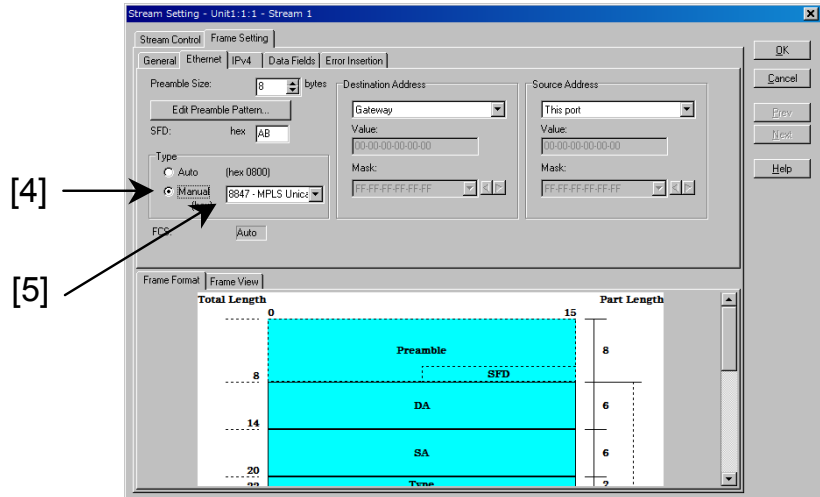 Stream Setting - Unit1:1:1 - Stream 1
Stream Control Frame Setting
General Ethernet IPv4 Data Fields Error Insertion
OK
Cancel
Prev
Next
Help
Preamble Size: 8 bytes
Edit Preamble Pattern...
SFD: hex AB
Type
Auto (hex 0800)
[4]
Manual 8847 - MPLS Unica
[5]
FCS: Auto
Destination Address
Gateway
Value:
00-00-00-00-00-00
Mask:
FF-FF-FF-FF-FF-FF
Source Address
This port
Value:
00-00-00-00-00-00
Mask:
FF-FF-FF-FF-FF-FF
Frame Format Frame View
Total Length Part Length
0 15
Preamble 8
SFD
8
DA 6
14
SA 6
20
Type 2